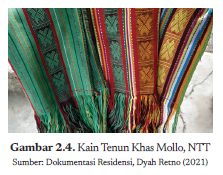 Gambar 2.4. Kain Tenun Khas Mollo, NTT
Sumber: Dokumentasi Residensi, Dyah Retno (2021)